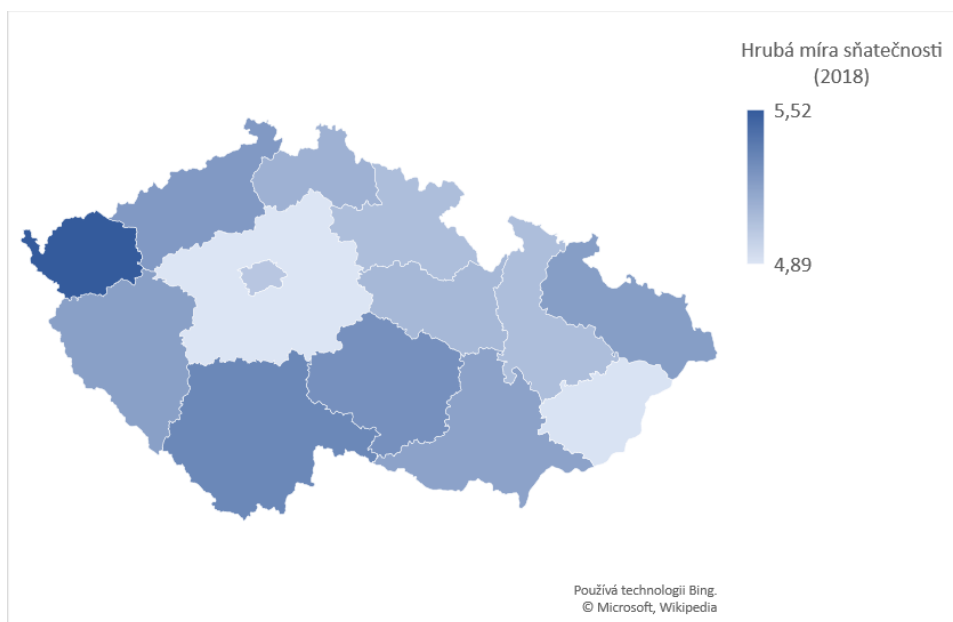 Hrubá míra sňatečnosti
(2018)
5,52
4,89
Používá technologii Bing.
© Microsoft, Wikipedia